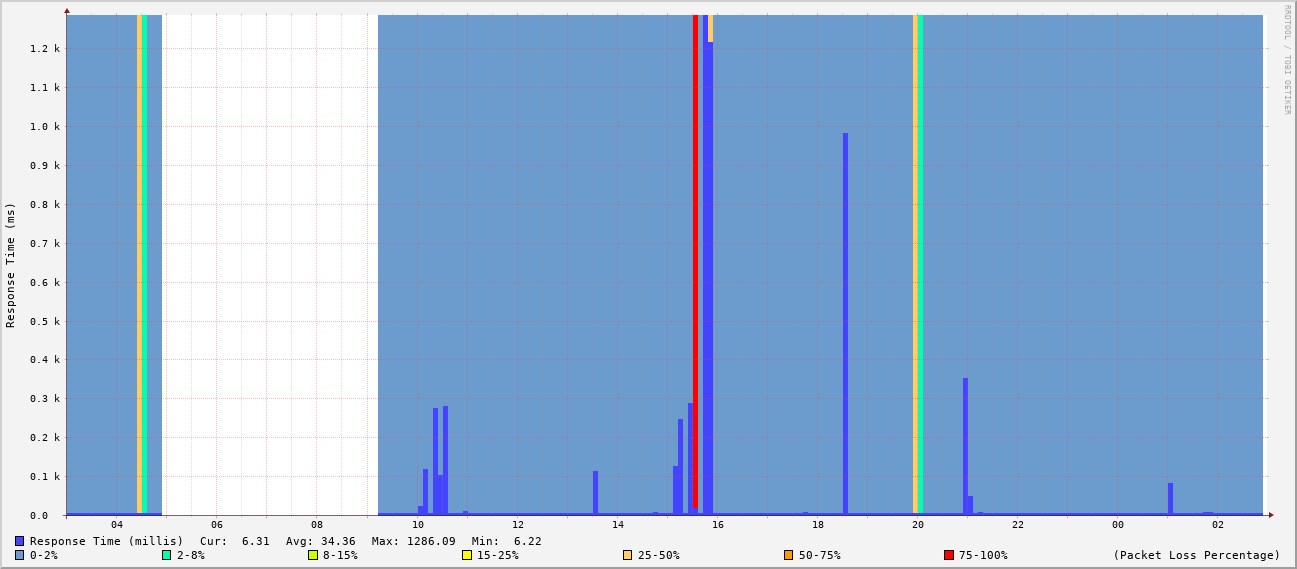 RRDTOOL / TOBI OETIKER
Response Time (ms)
1.2 k
1.1 k
1.0 k
0.9 k
0.8 k
0.7 k
0.6 k
0.5 k
0.4 k
0.3 k
0.2 k
0.1 k
0.0
04 06 08 10 12 14 16 18 20 22 00 02
Response Time (millis) Cur: 6.31 Avg: 34.36 Max: 1286.09 Min: 6.22
0-2% 2-8% 8-15% 15-25% 25-50% 50-75% 75-100% (Packet Loss Percentage)